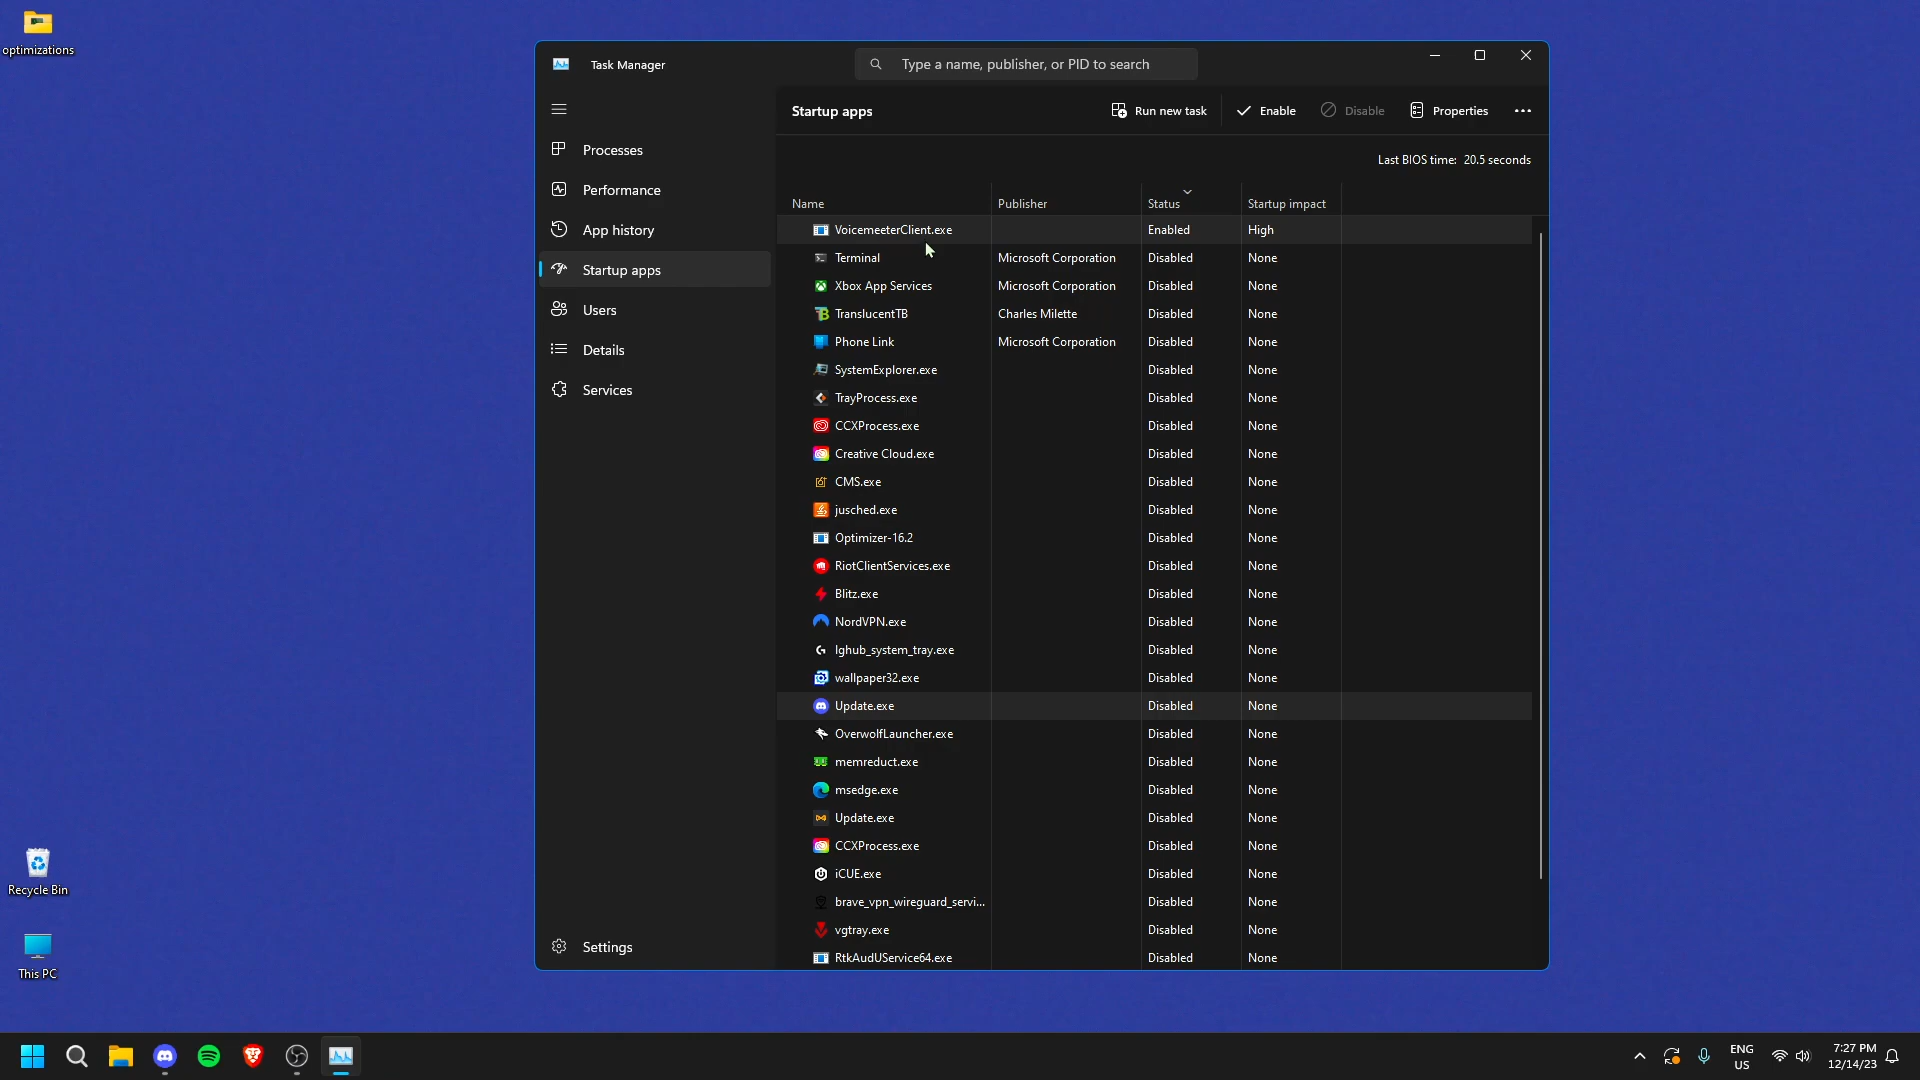 optimizations
Task Manager
Type a name, publisher, or PID to search
Startup apps
Run new task
Enable
Disable
Properties
Last BIOS time: 20.5 seconds
Processes
Performance
App history
Startup apps
Users
Details
Services
Settings
Name Publisher Status Startup impact
VoicemeeterClient.exe Enabled High
Terminal Microsoft Corporation Disabled None
Xbox App Services Microsoft Corporation Disabled None
TranslucentTB Charles Milette Disabled None
Phone Link Microsoft Corporation Disabled None
SystemExplorer.exe Disabled None
TrayProcess.exe Disabled None
CCXProcess.exe Disabled None
Creative Cloud.exe Disabled None
CMS.exe Disabled None
jusched.exe Disabled None
Optimizer-16.2 Disabled None
RiotClientServices.exe Disabled None
Blitz.exe Disabled None
NordVPN.exe Disabled None
lghub_system_tray.exe Disabled None
wallpaper32.exe Disabled None
Update.exe Disabled None
OverwolfLauncher.exe Disabled None
memreduct.exe Disabled None
msedge.exe Disabled None
Update.exe Disabled None
CCXProcess.exe Disabled None
iCUE.exe Disabled None
brave_vpn_wireguard_servi... Disabled None
vgtray.exe Disabled None
RtkAudUService64.exe Disabled None
Recycle Bin
This PC
ENG
US
7:27 PM
12/14/23